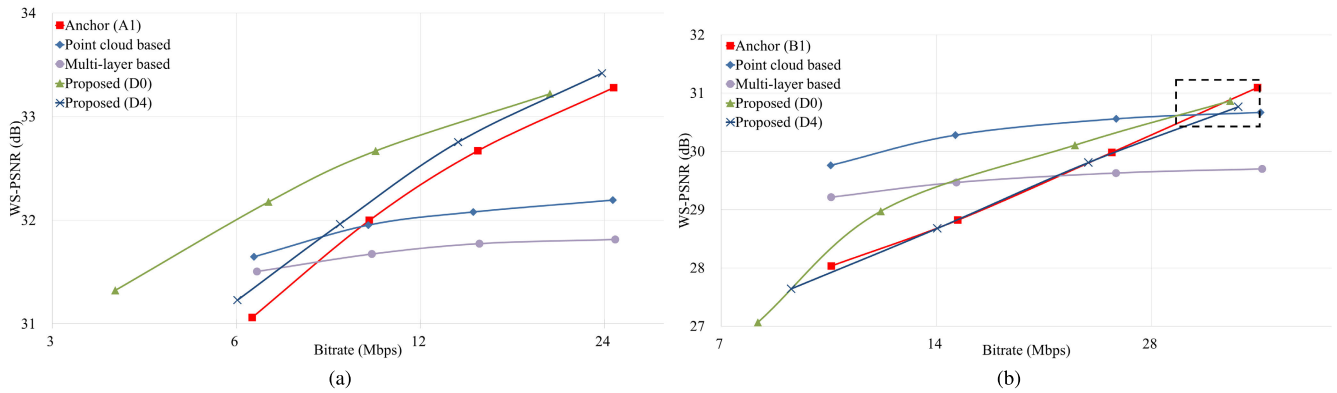 34
33
32
31
WS-PSNR (dB)
Anchor (A1)
Point cloud based
Multi-layer based
Proposed (D0)
Proposed (D4)
3
6
12
24
Bitrate (Mbps)
(a)
32
31
30
29
28
27
WS-PSNR (dB)
Anchor (B1)
Point cloud based
Multi-layer based
Proposed (D0)
Proposed (D4)
7
14
28
Bitrate (Mbps)
(b)